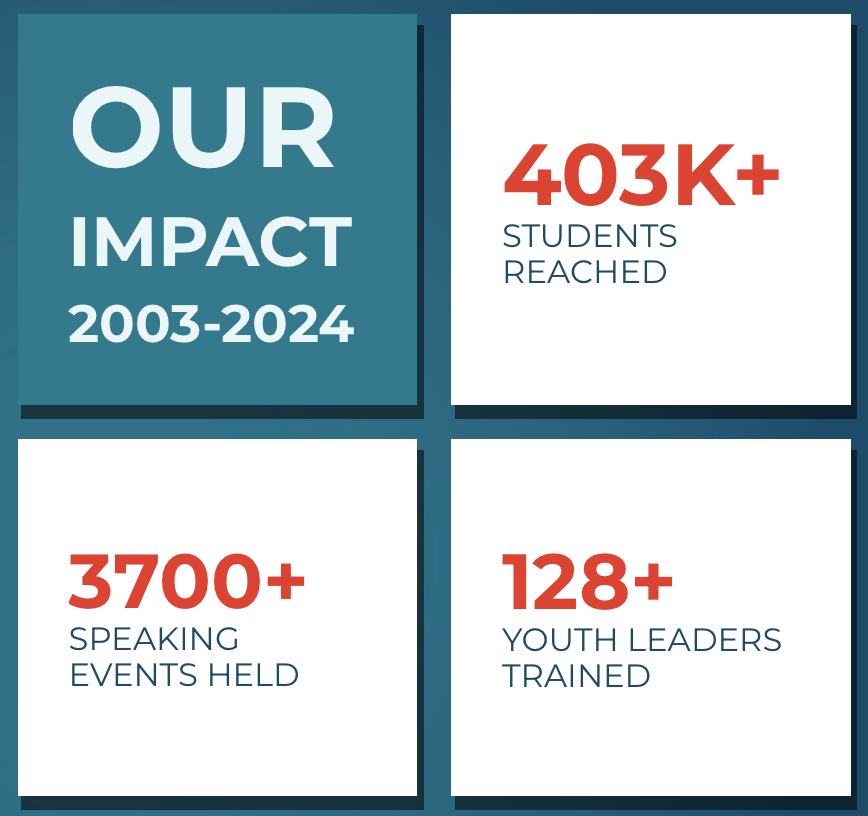 OUR
IMPACT
2003-2024
403K+
STUDENTS
REACHED
3700+
SPEAKING
EVENTS HELD
128+
YOUTH LEADERS
TRAINED